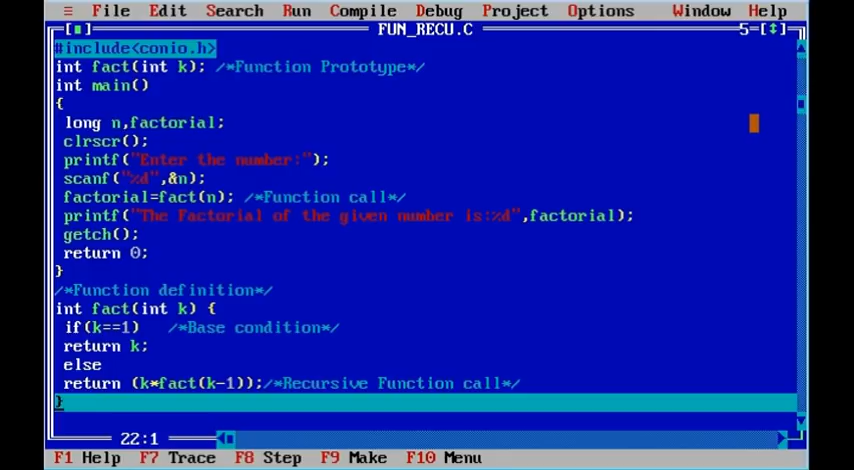 ≡ File Edit Search Run Compile Debug Project Options Window Help
FUN_RECU.C 5=[↕]
#include<conio.h>
int fact(int k); /*Function Prototype*/
int main()
{
long n,factorial;
clrscr();
printf("Enter the number:");
scanf("%d",&n);
factorial=fact(n); /*Function call*/
printf("The Factorial of the given number is:%d",factorial);
getch();
return 0;
}
/*Function definition*/
int fact(int k) {
if(k==1) /*Base condition*/
return k;
else
return (k*fact(k-1));/*Recursive Function call*/
}
22:1
F1 Help F7 Trace F8 Step F9 Make F10 Menu